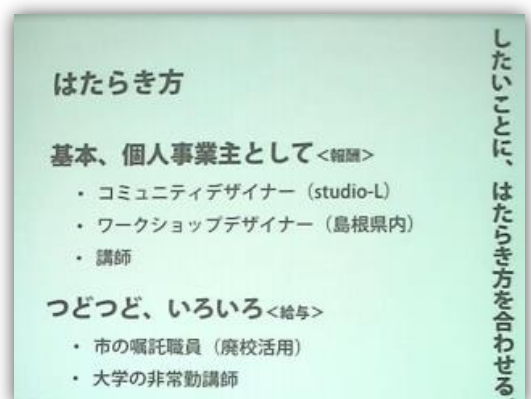 はたらき方
基本、個人事業主として<報酬>
・ コミュニティデザイナー（studio-L）
・ ワークショップデザイナー（島根県内）
・ 講師
つどつど、いろいろ<給与>
・ 市の嘱託職員（廃校活用）
・ 大学の非常勤講師
したいことに、はたらき方を合わせる